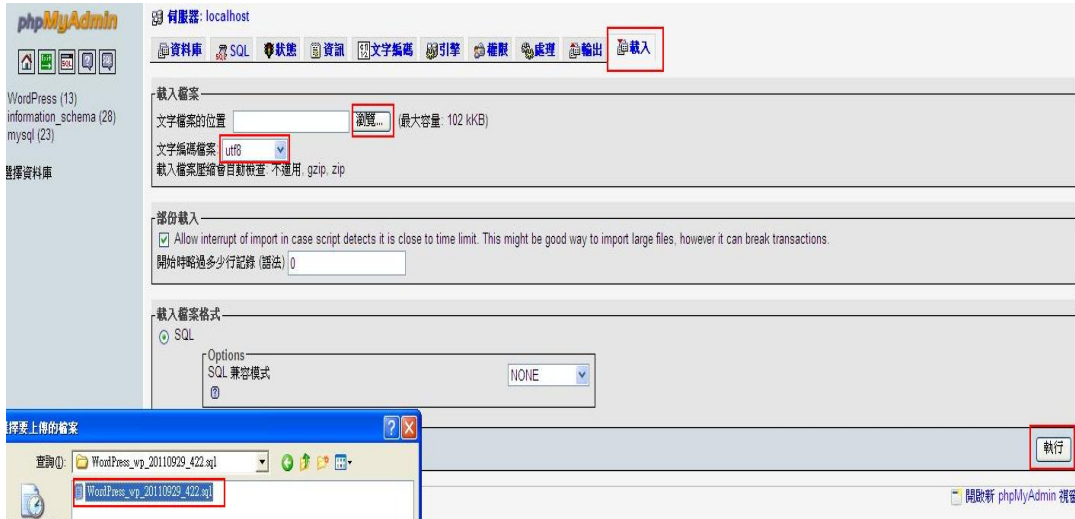 phpMyAdmin
伺服器: localhost
資料庫 SQL 狀態 資訊 文字編碼 引擎 權限 處理 輸出 載入
WordPress (13)
information_schema (28)
mysql (23)
選擇資料庫
載入檔案
文字檔案的位置 瀏覽... (最大容量: 102 kKB)
文字編碼檔案: utf8
載入檔案壓縮會自動檢查: 不適用, gzip, zip
部份載入
Allow interrupt of import in case script detects it is close to time limit. This might be good way to import large files, however it can break transactions.
開始時略過多少行記錄 (語法) 0
載入檔案格式
SQL
Options
SQL 兼容模式 NONE
執行
選擇要上傳的檔案
查詢(I): WordPress_wp_20110929_422.sql
WordPress_wp_20110929_422.sql
開啟新 phpMyAdmin 視窗